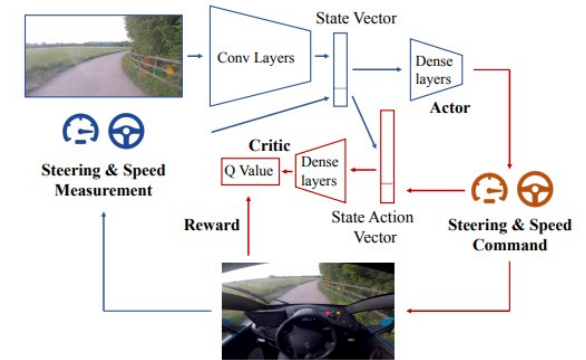 State Vector
Conv Layers
Dense
layers
Actor
Critic
Steering & Speed
Measurement
Q Value
Dense
layers
State Action
Vector
Reward
Steering & Speed
Command